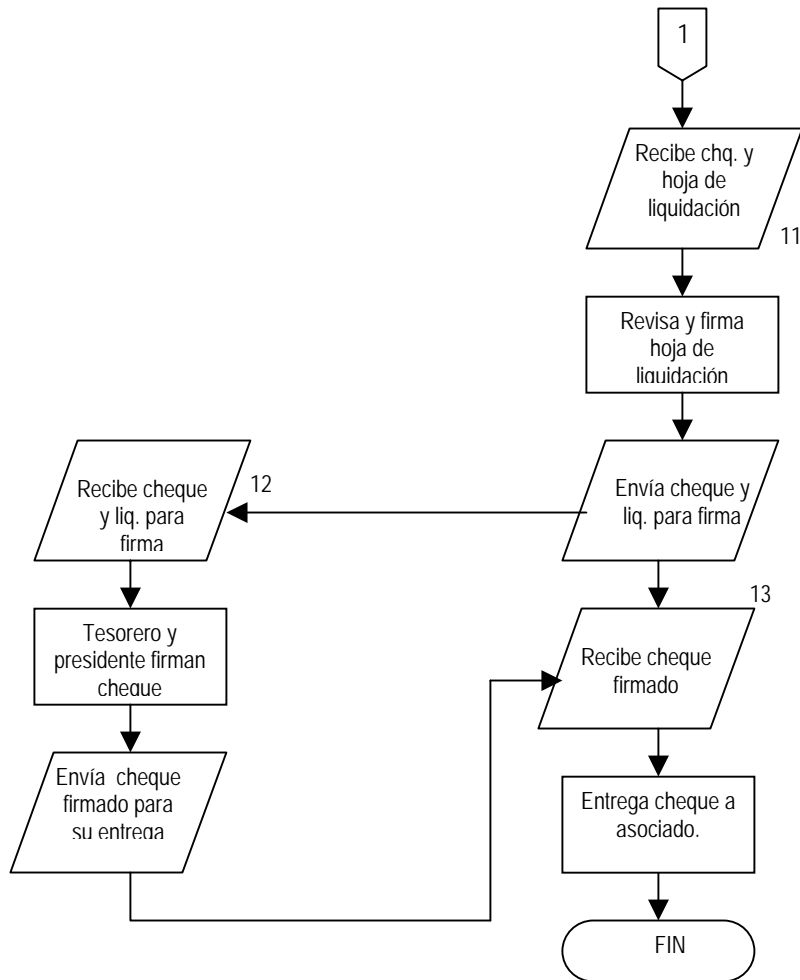 1
Recibe chq. y
hoja de
liquidación
11
Revisa y firma
hoja de
liquidación
Envía cheque y
liq. para firma
12
Recibe cheque
y liq. para
firma
Tesorero y
presidente firman
cheque
Envía cheque
firmado para
su entrega
13
Recibe cheque
firmado
Entrega cheque a
asociado.
FIN